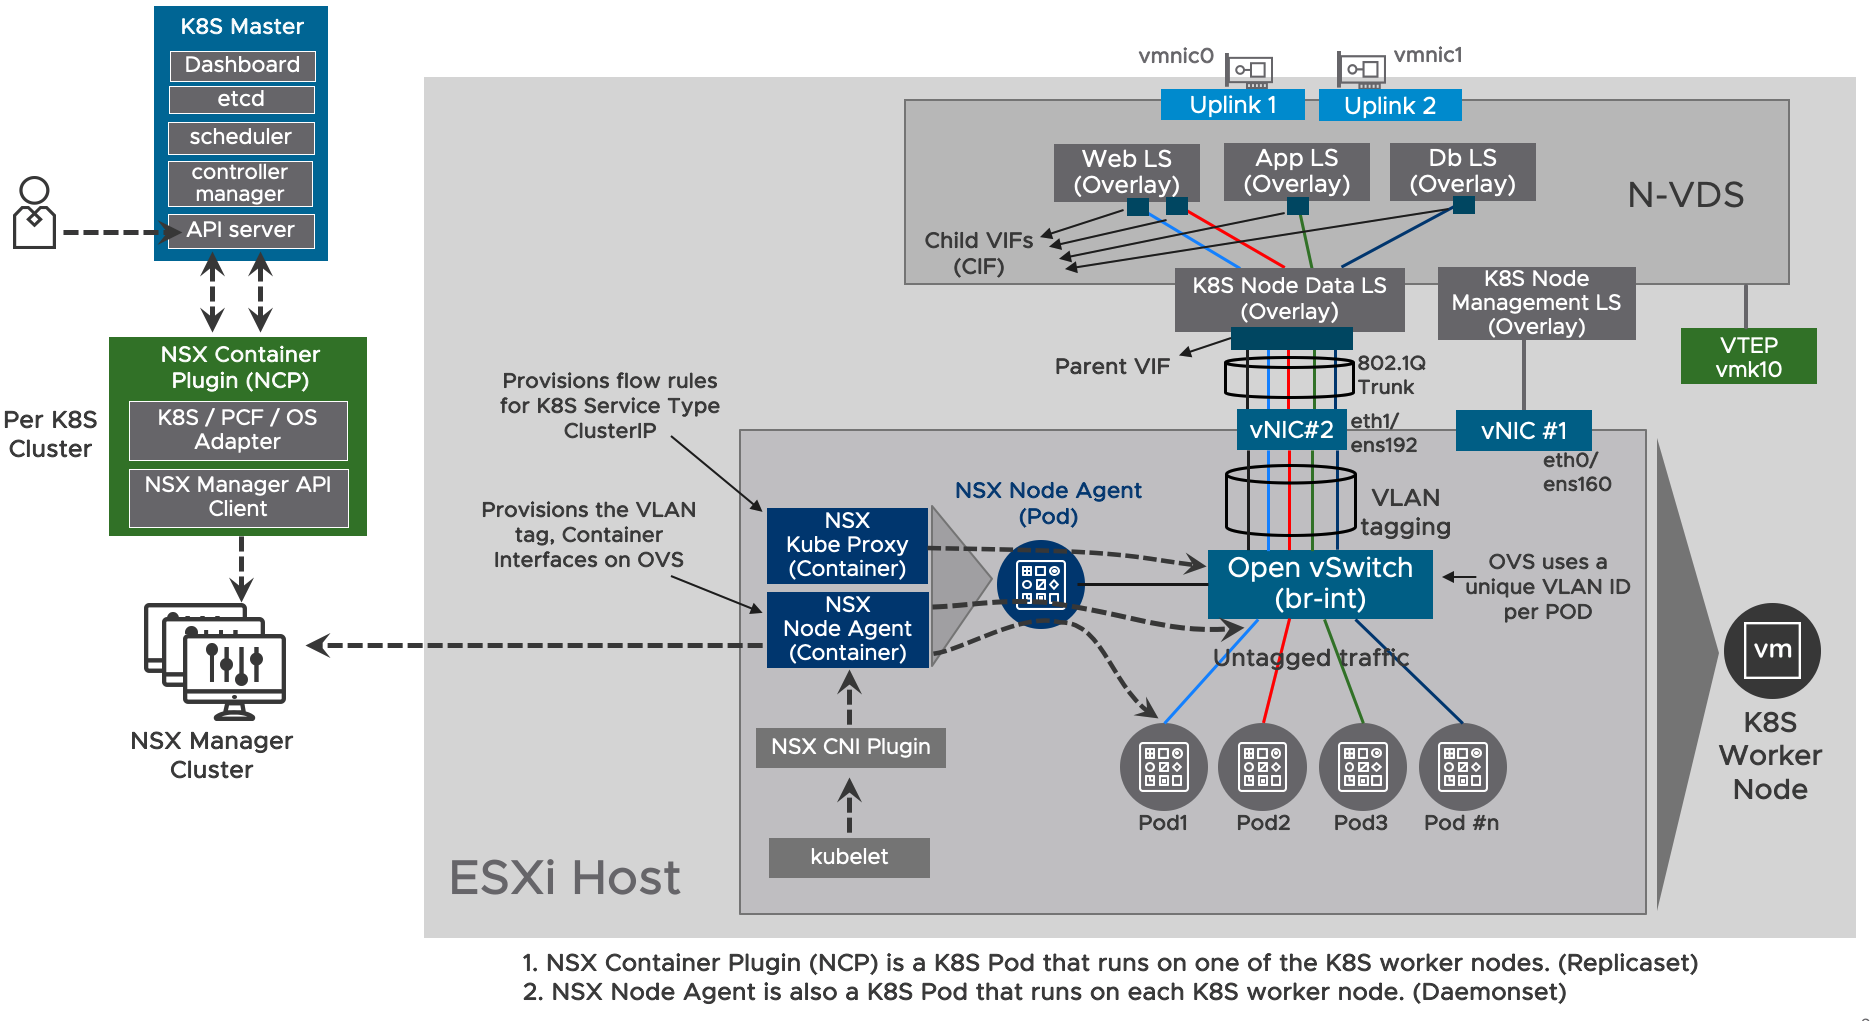 K8S Master
Dashboard
etcd
scheduler
controller
manager
API server
NSX Container
Plugin (NCP)
K8S / PCF / OS
Adapter
NSX Manager API
Client
Per K8S
Cluster
NSX Manager
Cluster
vmnic0
vmnic1
Uplink 1
Uplink 2
Web LS
(Overlay)
App LS
(Overlay)
Db LS
(Overlay)
N-VDS
Child VIFs
(CIF)
K8S Node Data LS
(Overlay)
K8S Node
Management LS
(Overlay)
VTEP
vmk10
Parent VIF
802.1Q
Trunk
vNIC#2
eth1/
ens192
vNIC #1
eth0/
ens160
Provisions flow rules
for K8S Service Type
ClusterIP
Provisions the VLAN
tag, Container
Interfaces on OVS
NSX
Kube Proxy
(Container)
NSX
Node Agent
(Container)
NSX Node Agent
(Pod)
VLAN
tagging
Open vSwitch
(br-int)
OVS uses a
unique VLAN ID
per POD
Untagged traffic
NSX CNI Plugin
kubelet
Pod1
Pod2
Pod3
Pod #n
vm
K8S
Worker
Node
ESXi Host
1. NSX Container Plugin (NCP) is a K8S Pod that runs on one of the K8S worker nodes. (Replicaset)
2. NSX Node Agent is also a K8S Pod that runs on each K8S worker node. (Daemonset)